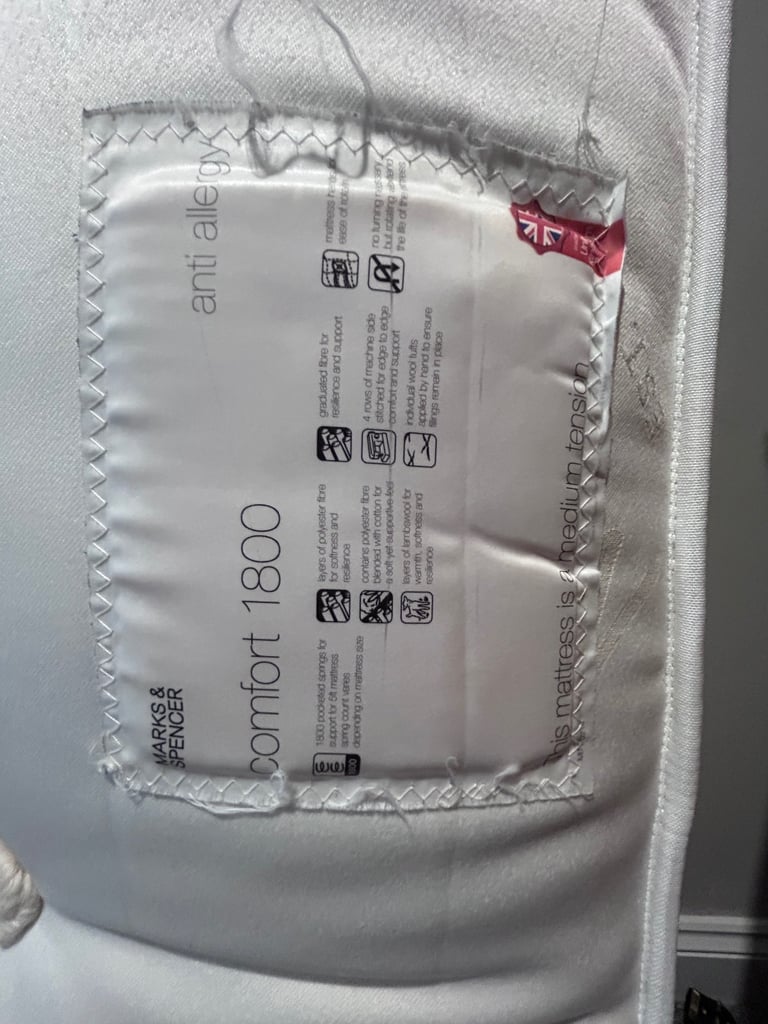 MARKS &
SPENCER
anti allergy
comfort 1800
1800 pocketed springs for
support for 5ft mattress
spring count varies
depending on mattress size
1800
layers of polyester fibre
for softness and
resilience
contains polyester fibre
blended with cotton for
a soft yet supportive feel
layers of lambswool for
warmth, softness and
resilience
graduated fibre for
resilience and support
4 rows of machine side
stitched for edge to edge
comfort and support
individual wool tufts
applied by hand to ensure
fillings remain in place
mattress
ease of
no turning
but rotating
the life of the
this mattress is a medium tension